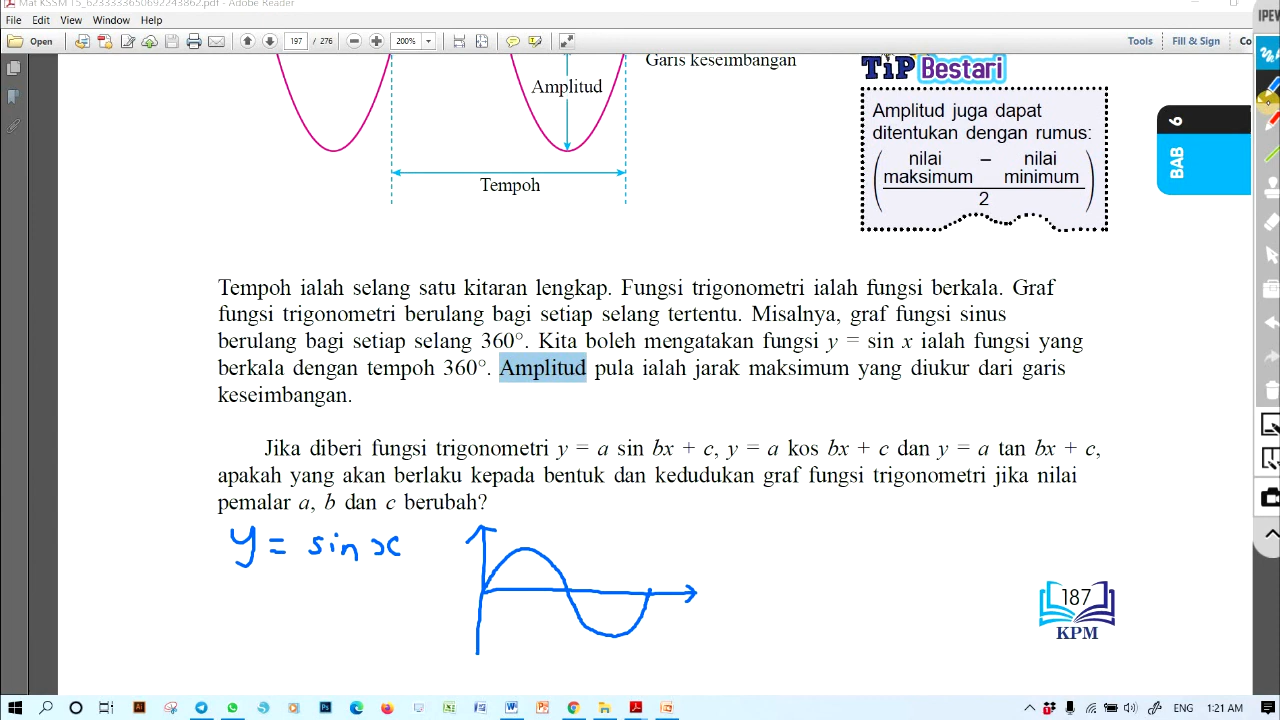 Mat KSSM T5_6233333650692243862.pdf - Adobe Reader
File Edit View Window Help
Open
197 / 276
200%
Tools
Fill & Sign
Co
IPEV
Garis keseimbangan
Amplitud
Tempoh
TiP Bestari
Amplitud juga dapat
ditentukan dengan rumus:
nilai – nilai
maksimum minimum
2
6
BAB
Tempoh ialah selang satu kitaran lengkap. Fungsi trigonometri ialah fungsi berkala. Graf
fungsi trigonometri berulang bagi setiap selang tertentu. Misalnya, graf fungsi sinus
berulang bagi setiap selang 360°. Kita boleh mengatakan fungsi y = sin x ialah fungsi yang
berkala dengan tempoh 360°. Amplitud pula ialah jarak maksimum yang diukur dari garis
keseimbangan.
Jika diberi fungsi trigonometri y = a sin bx + c, y = a kos bx + c dan y = a tan bx + c,
apakah yang akan berlaku kepada bentuk dan kedudukan graf fungsi trigonometri jika nilai
pemalar a, b dan c berubah?
y = sin x
187
KPM
ENG 1:21 AM